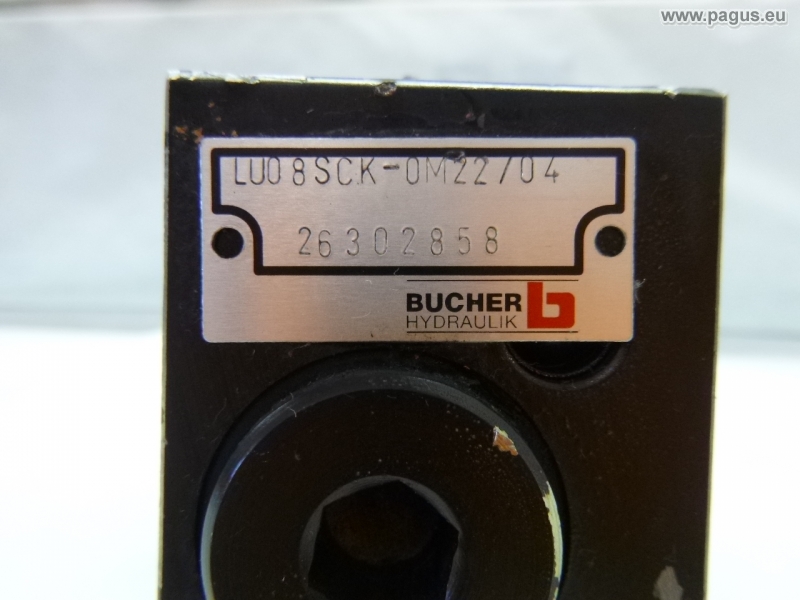 www.pagus.eu
LU08SCK-0M22/04
26302858
BUCHER b
HYDRAULIK